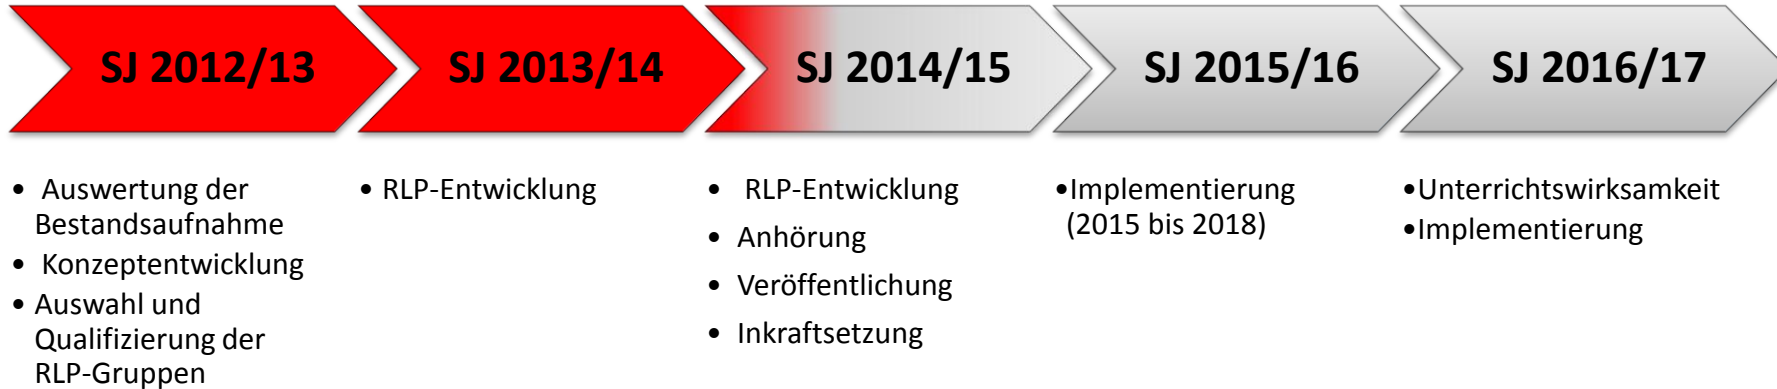 SJ 2012/13
SJ 2013/14
SJ 2014/15
SJ 2015/16
SJ 2016/17
• Auswertung der
Bestandsaufnahme
• Konzeptentwicklung
• Auswahl und
Qualifizierung der
RLP-Gruppen
• RLP-Entwicklung
• RLP-Entwicklung
• Anhörung
• Veröffentlichung
• Inkraftsetzung
•Implementierung
(2015 bis 2018)
•Unterrichtswirksamkeit
•Implementierung